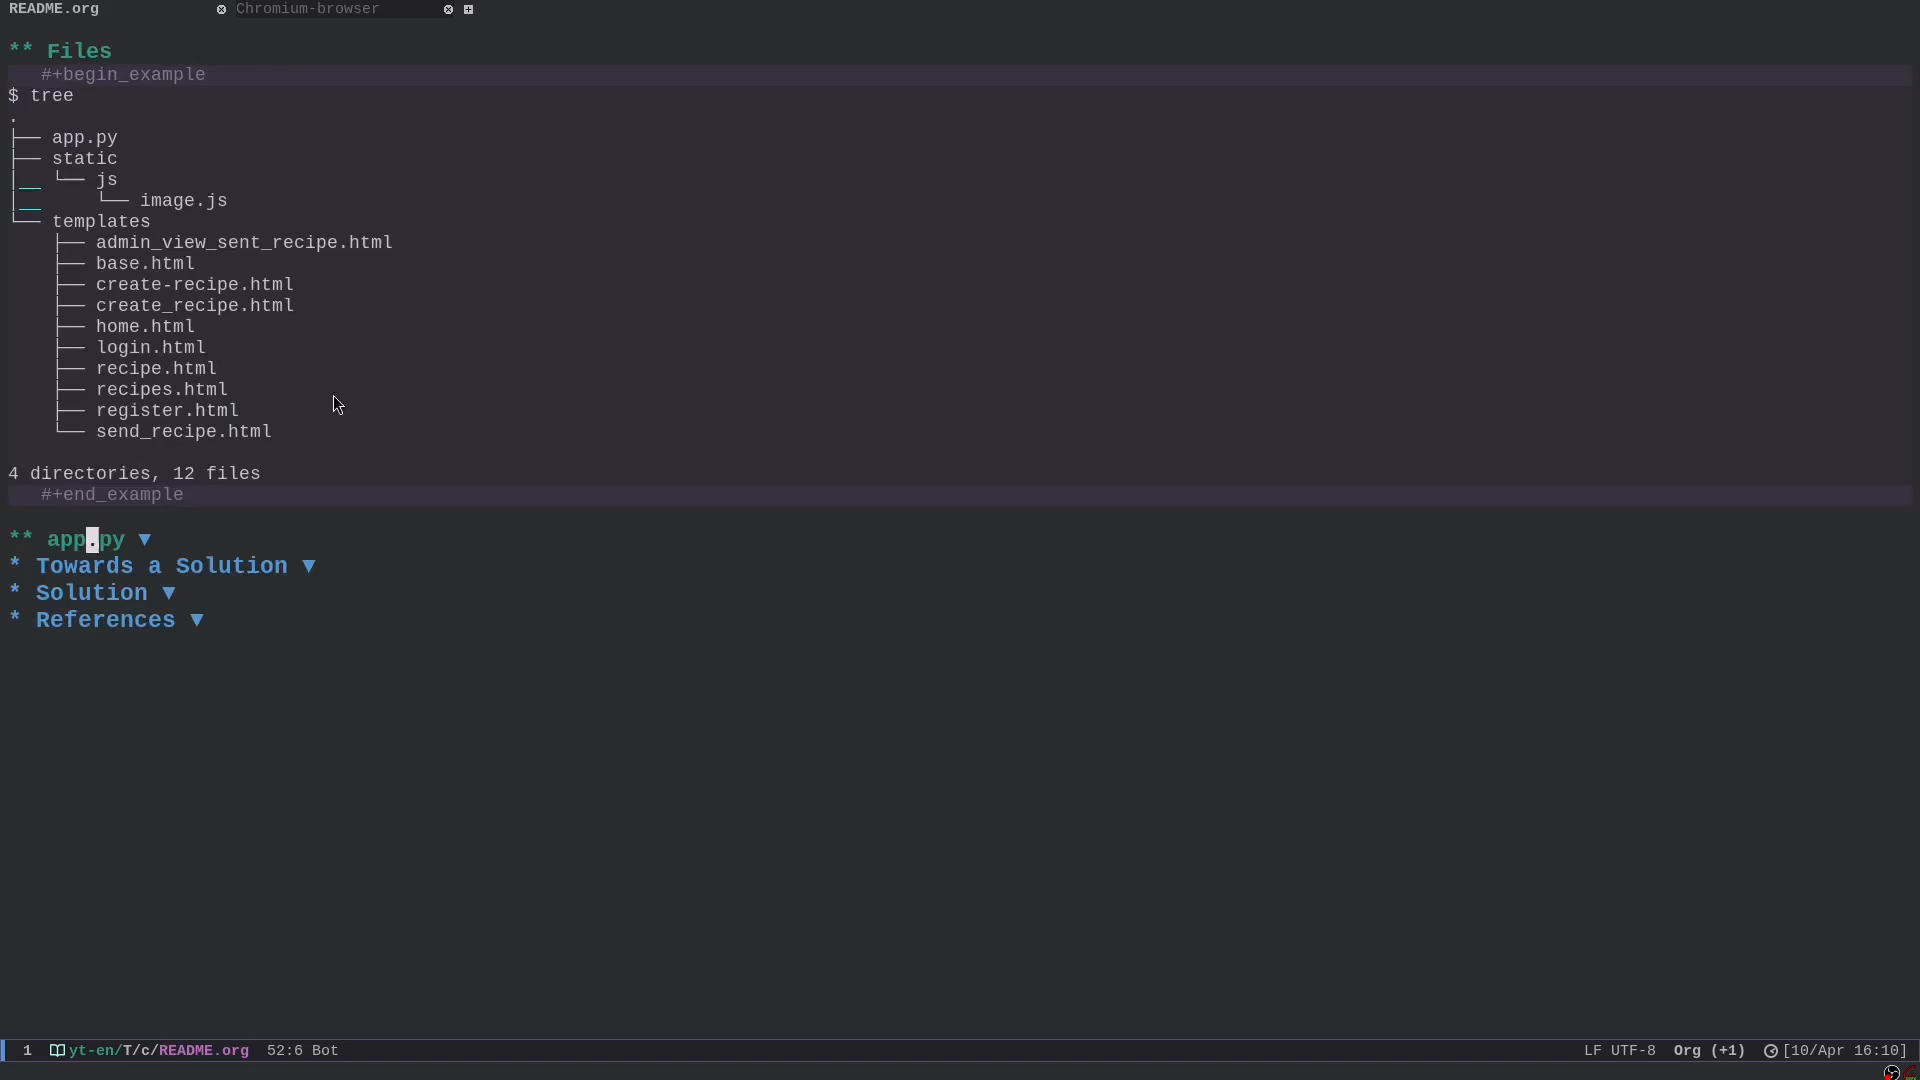 README.org Chromium-browser
** Files
#+begin_example
$ tree
.
├── app.py
├── static
│__ └── js
│__     └── image.js
└── templates
    ├── admin_view_sent_recipe.html
    ├── base.html
    ├── create-recipe.html
    ├── create_recipe.html
    ├── home.html
    ├── login.html
    ├── recipe.html
    ├── recipes.html
    ├── register.html
    └── send_recipe.html
4 directories, 12 files
#+end_example
** app.py ▼
* Towards a Solution ▼
* Solution ▼
* References ▼
1 yt-en/T/c/README.org 52:6 Bot LF UTF-8 Org (+1) [10/Apr 16:10]